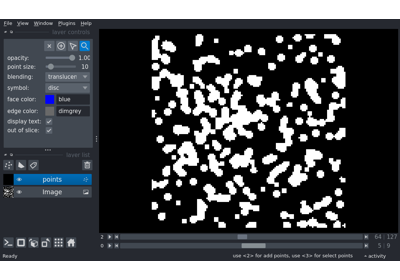 File View Window Plugins Help
layer controls
opacity: 1.00
point size: 10
blending: translucen
symbol: disc
face color: blue
edge color: dimgrey
display text:
out of slice:
layer list
points
Image
2 64 127
0 5 9
Ready use <2> for add points, use <3> for select points activity